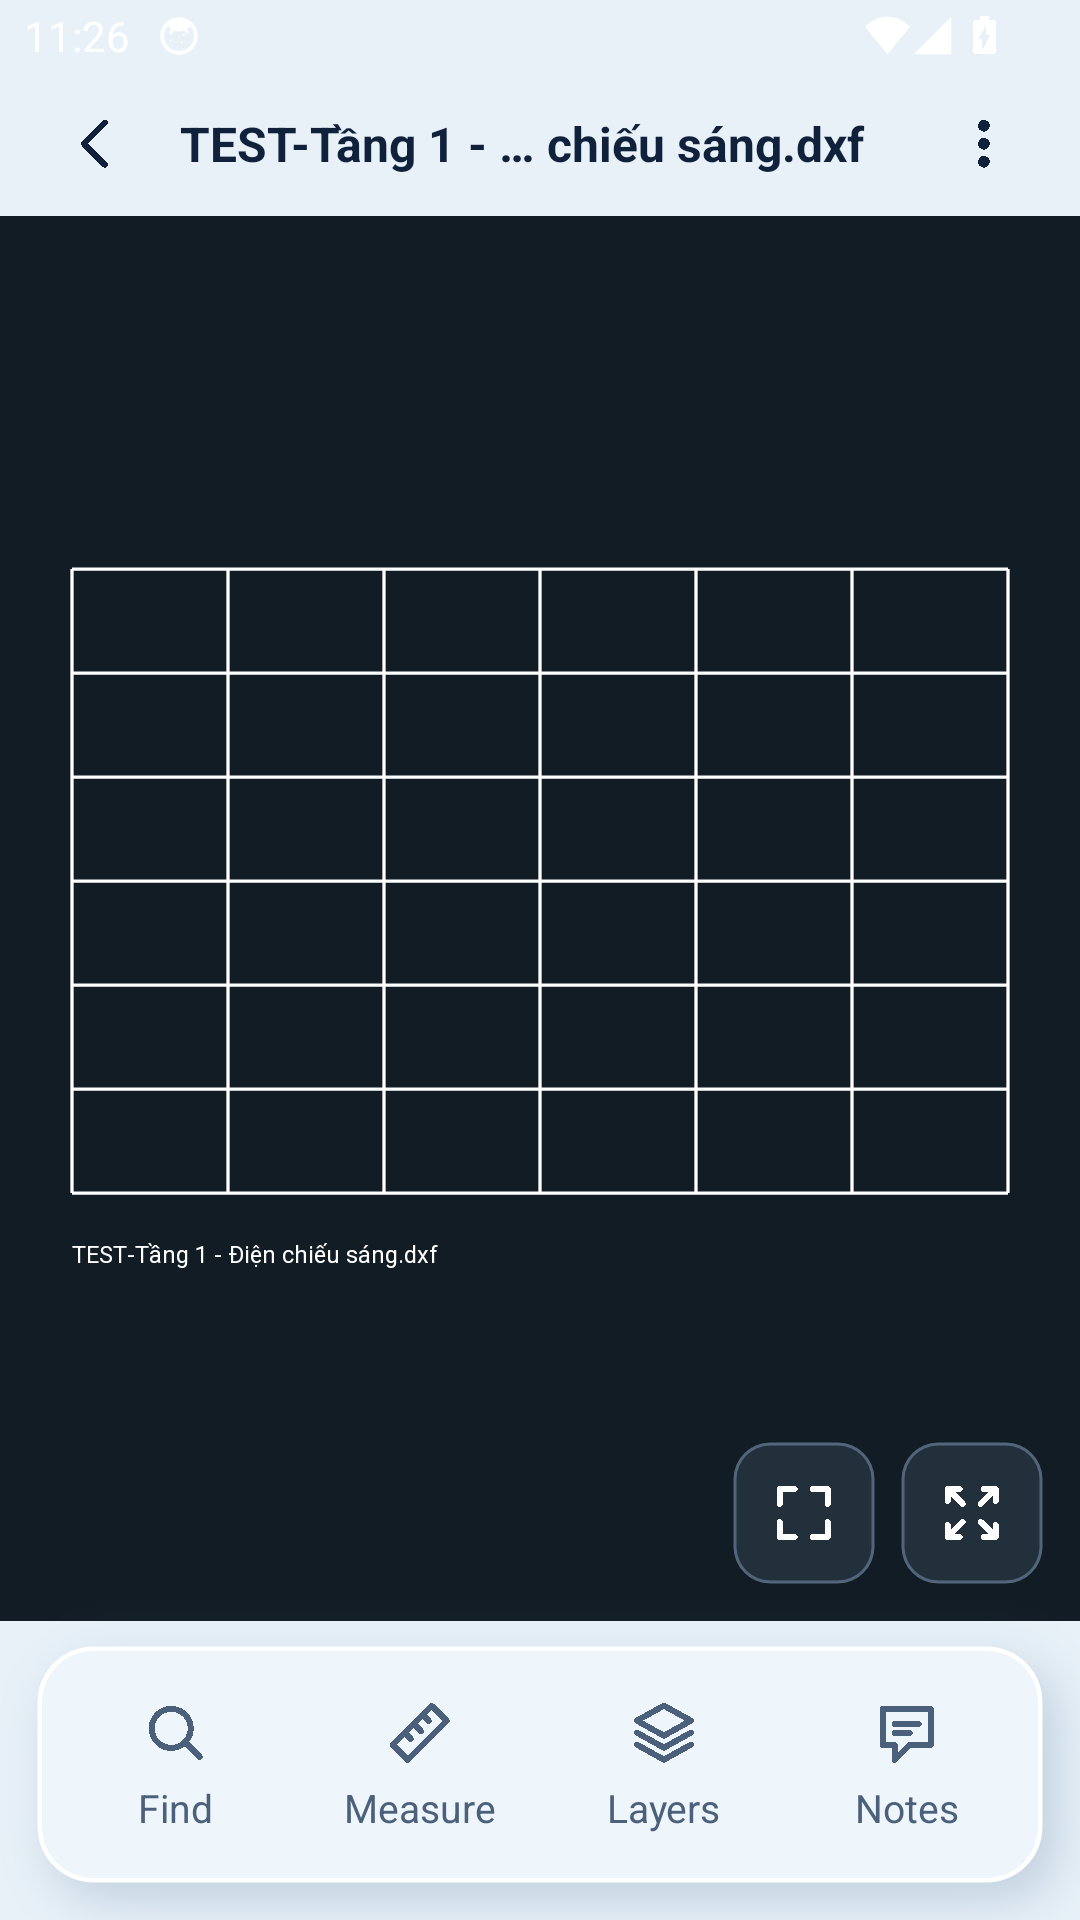 11:26
TEST-Tầng 1 - … chiếu sáng.dxf
TEST-Tầng 1 - Điện chiếu sáng.dxf
Find
Measure
Layers
Notes